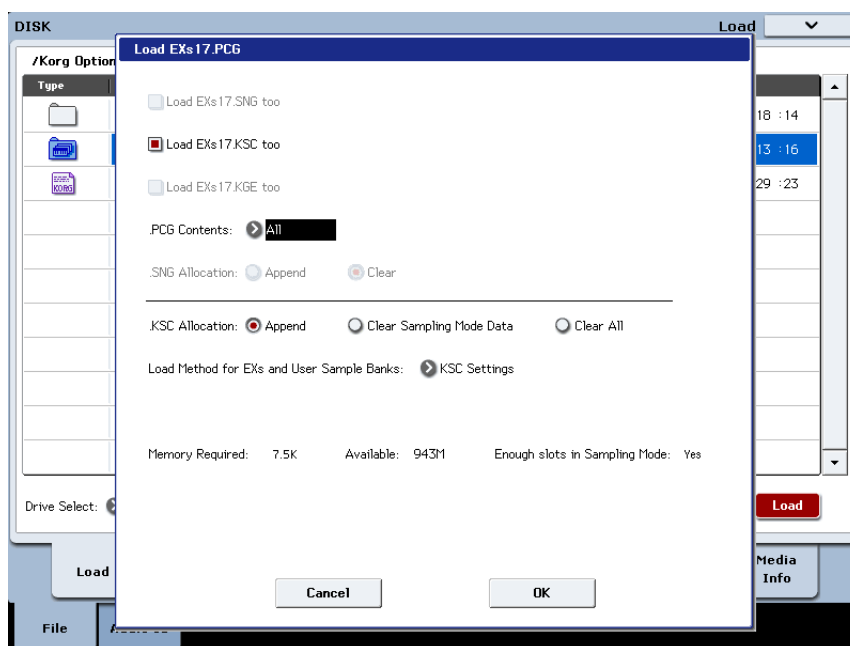 DISK
Load
/Korg Option
Load EXs17.PCG
Type
Load EXs17.SNG too
18 :14
Load EXs17.KSC too
13 :16
KORG
Load EXs17.KGE too
29 :23
.PCG Contents: All
.SNG Allocation: Append Clear
.KSC Allocation: Append Clear Sampling Mode Data Clear All
Load Method for EXs and User Sample Banks: KSC Settings
Memory Required: 7.5K Available: 943M Enough slots in Sampling Mode: Yes
Drive Select:
Load
Load
Media
Info
Cancel OK
File